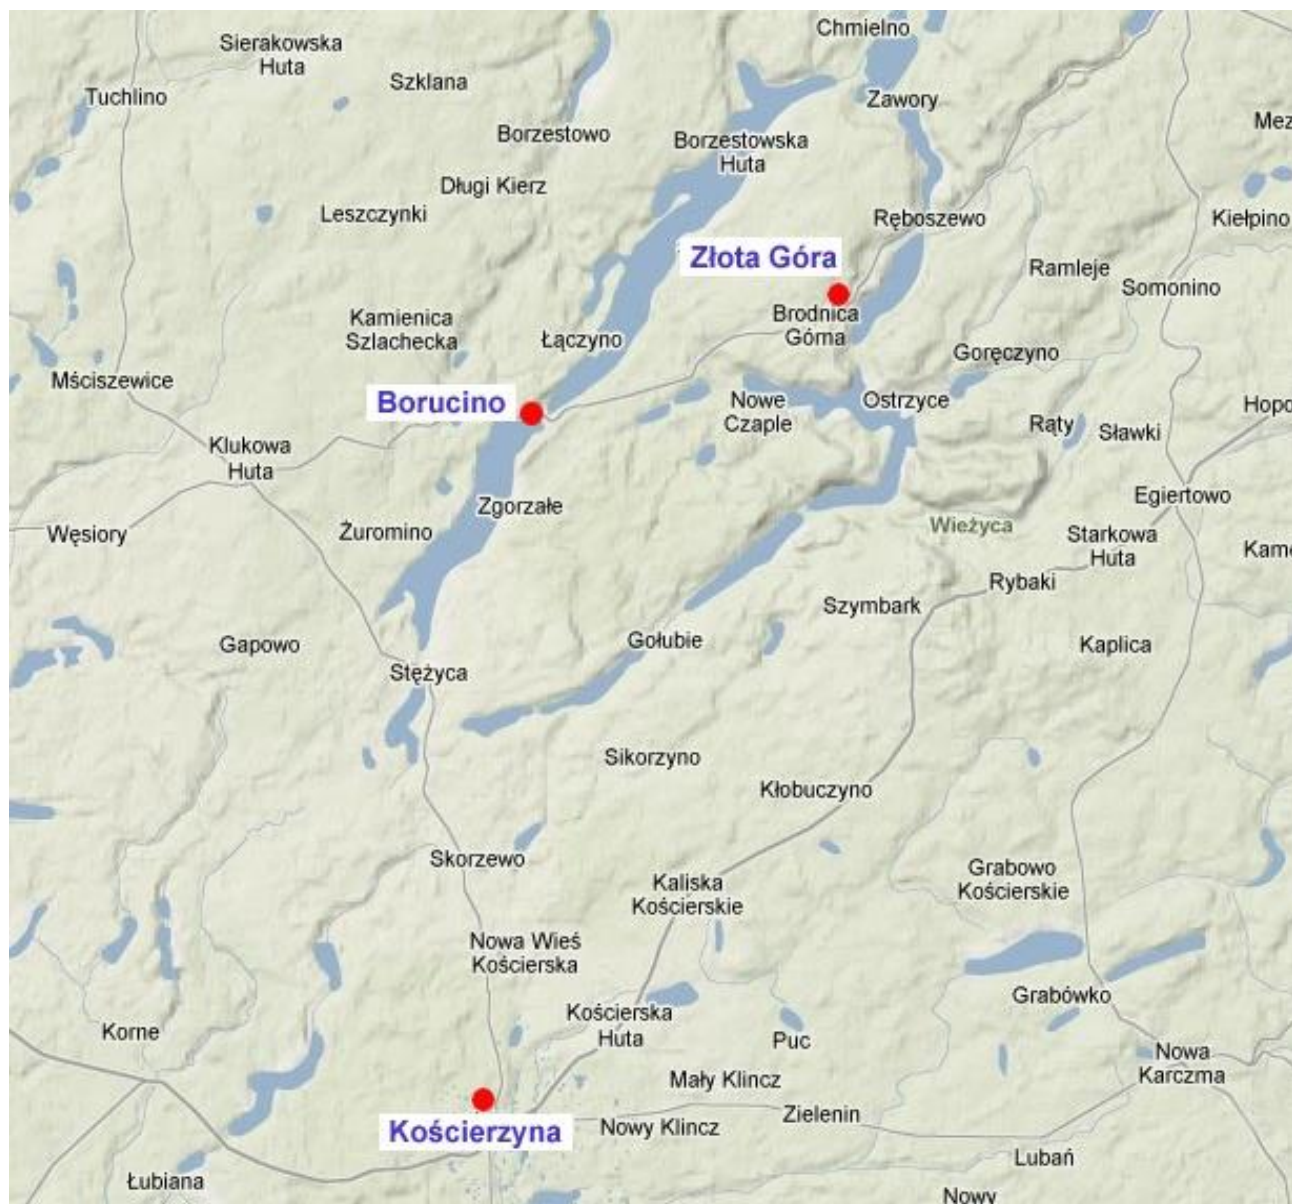 Chmielno
Sierakowska
Huta
Szklana
Tuchlino
Zawory
Borzestowo
Mez
Borzestowska
Huta
Długi Kierz
Leszczynki
Ręboszewo
Kiełpino
Złota Góra
Ramleje
Somonino
Kamienica
Szlachecka
Brodnica
Górna
Łączyno
Goręczyno
Mściszewice
Borucino
Nowe
Czaple
Ostrzyce
Hopo
Rąty
Sławki
Klukowa
Huta
Egiertowo
Zgorzałe
Wieżyca
Węsiory
Żuromino
Starkowa
Huta
Kame
Rybaki
Szymbark
Gapowo
Gołubie
Kaplica
Stężyca
Sikorzyno
Kłobuczyno
Skorzewo
Grabowo
Kościerskie
Kaliska
Kościerskie
Nowa Wieś
Kościerska
Grabówko
Kościerska
Huta
Korne
Puc
Nowa
Karczma
Mały Klincz
Zielenin
Kościerzyna
Nowy Klincz
Lubań
Łubiana
Nowy